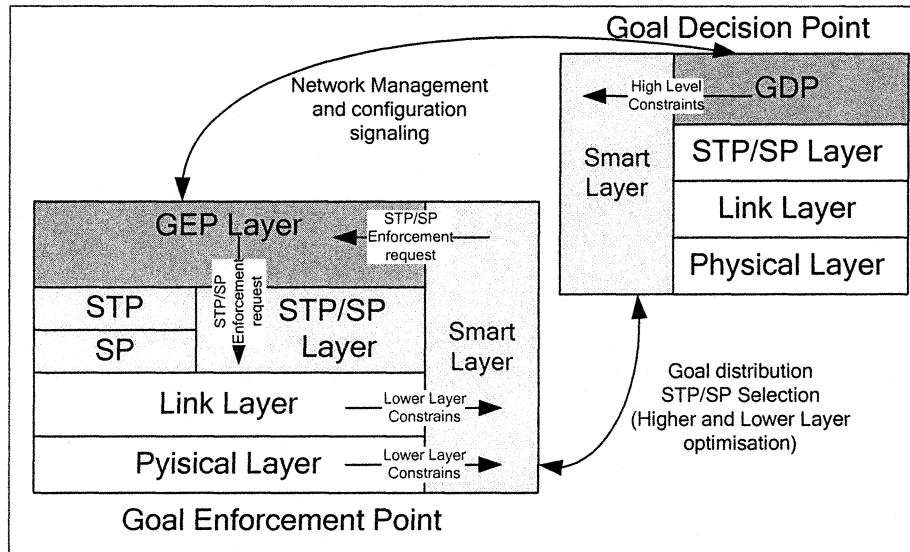 Goal Decision Point
Network Management
and configuration
signaling
High Level
Constraints
GDP
Smart
Layer
STP/SP Layer
Link Layer
Physical Layer
GEP Layer
STP/SP
Enforcement
request
STP/SP
Enforcement
request
STP
SP
STP/SP
Layer
Smart
Layer
Link Layer
Lower Layer
Constrains
Pyisical Layer
Lower Layer
Constrains
Goal distribution
STP/SP Selection
(Higher and Lower Layer
optimisation)
Goal Enforcement Point